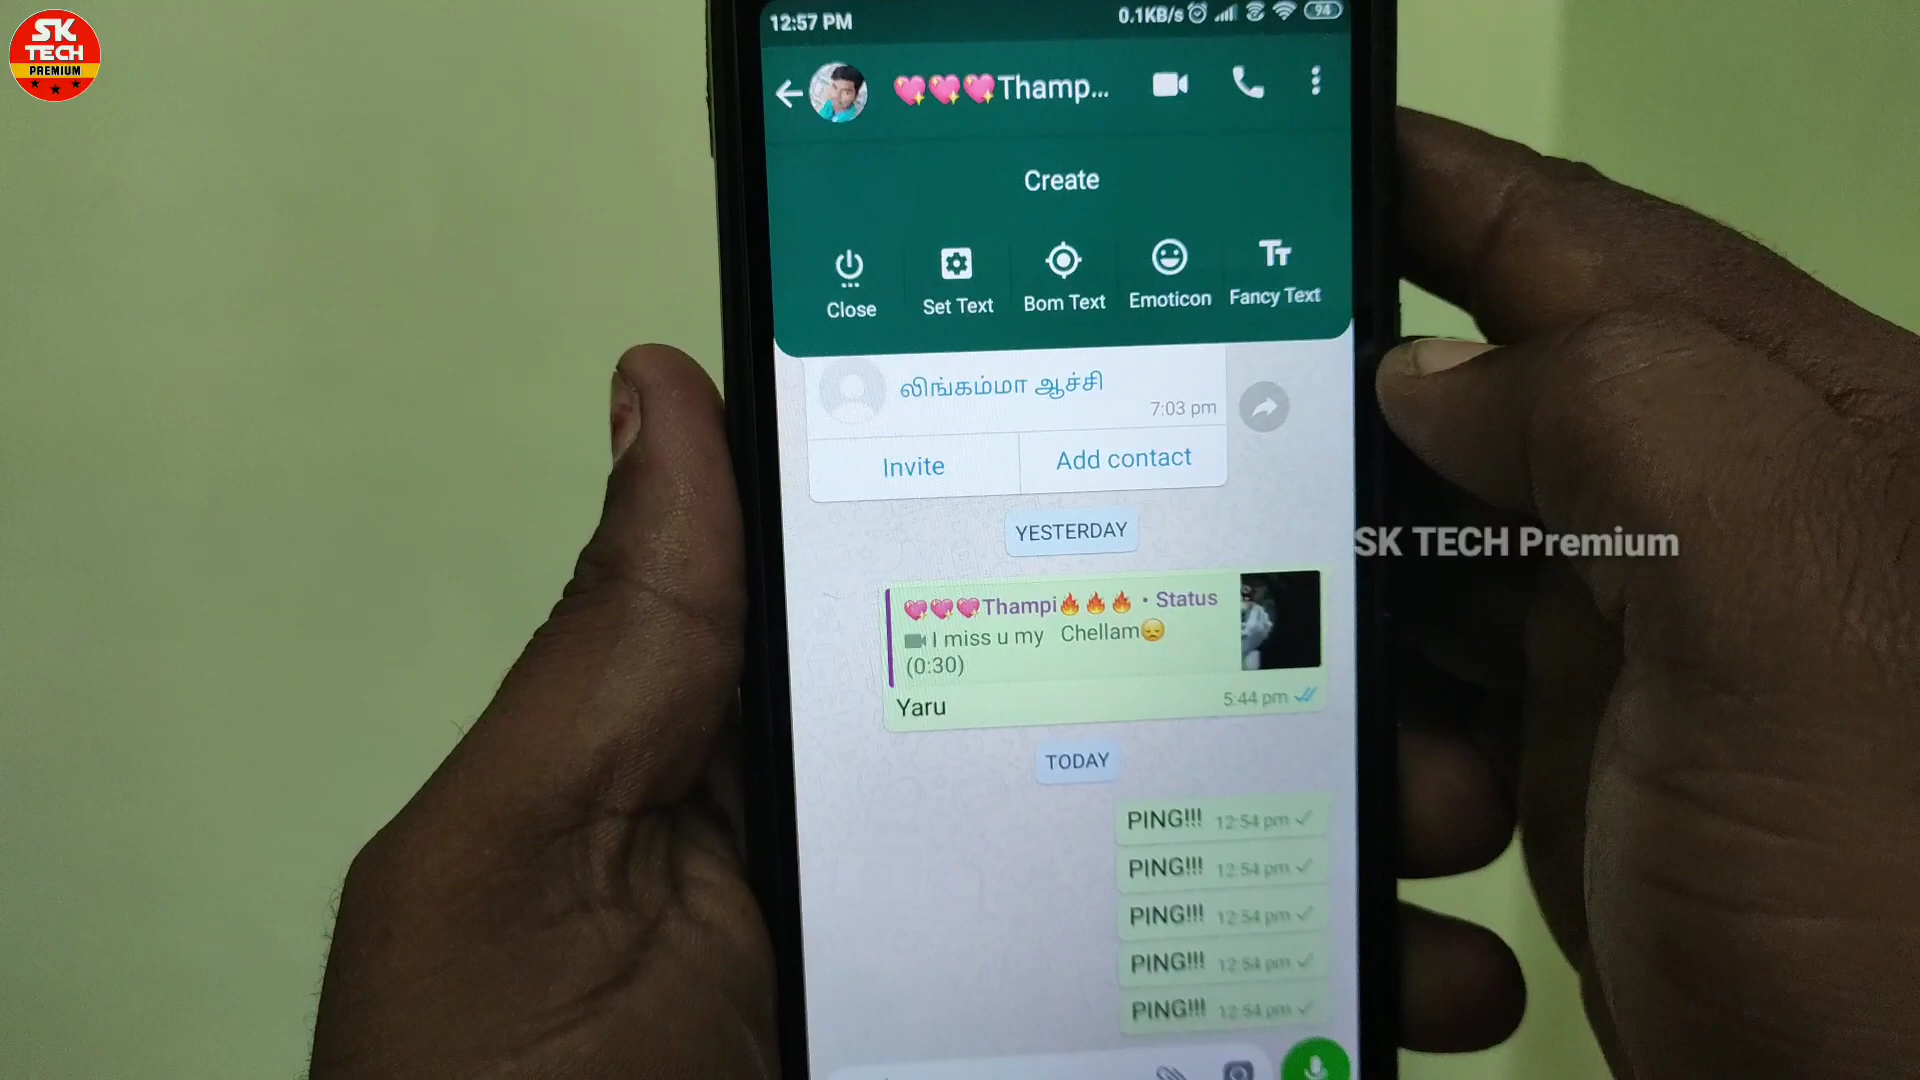 SK
TECH
PREMIUM
12:57 PM
0.1KB/s
94
💖💖💖Thamp...
Create
Close
Set Text
Bom Text
Emoticon
Fancy Text
லிங்கம்மா ஆச்சி
7:03 pm
Invite
Add contact
YESTERDAY
SK TECH Premium
💖💖💖Thampi🔥🔥🔥 • Status
I miss u my Chellam😞
(0:30)
Yaru
5:44 pm
TODAY
PING!!! 12:54 pm
PING!!! 12:54 pm
PING!!! 12:54 pm
PING!!! 12:54 pm
PING!!! 12:54 pm